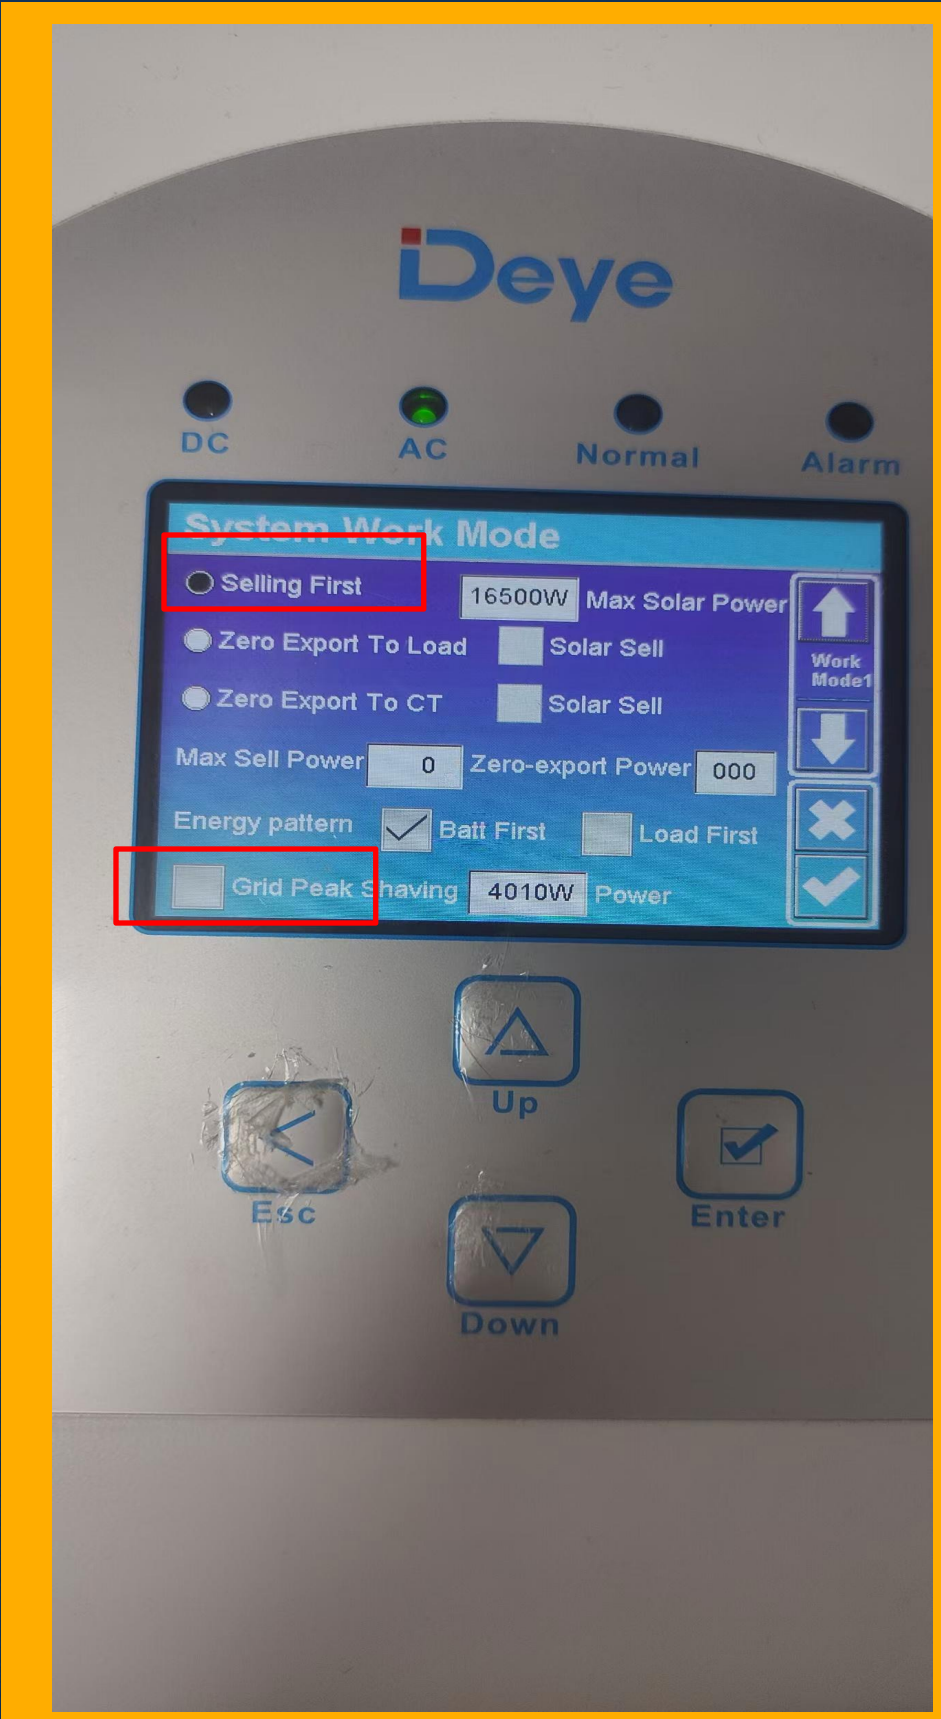 Deye
DC AC Normal Alarm
System Work Mode
Selling First 16500W Max Solar Power
Zero Export To Load Solar Sell
Work
Mode1
Zero Export To CT Solar Sell
Max Sell Power 0 Zero-export Power 000
Energy pattern Batt First Load First
Grid Peak Shaving 4010W Power
Up
Esc
Enter
Down